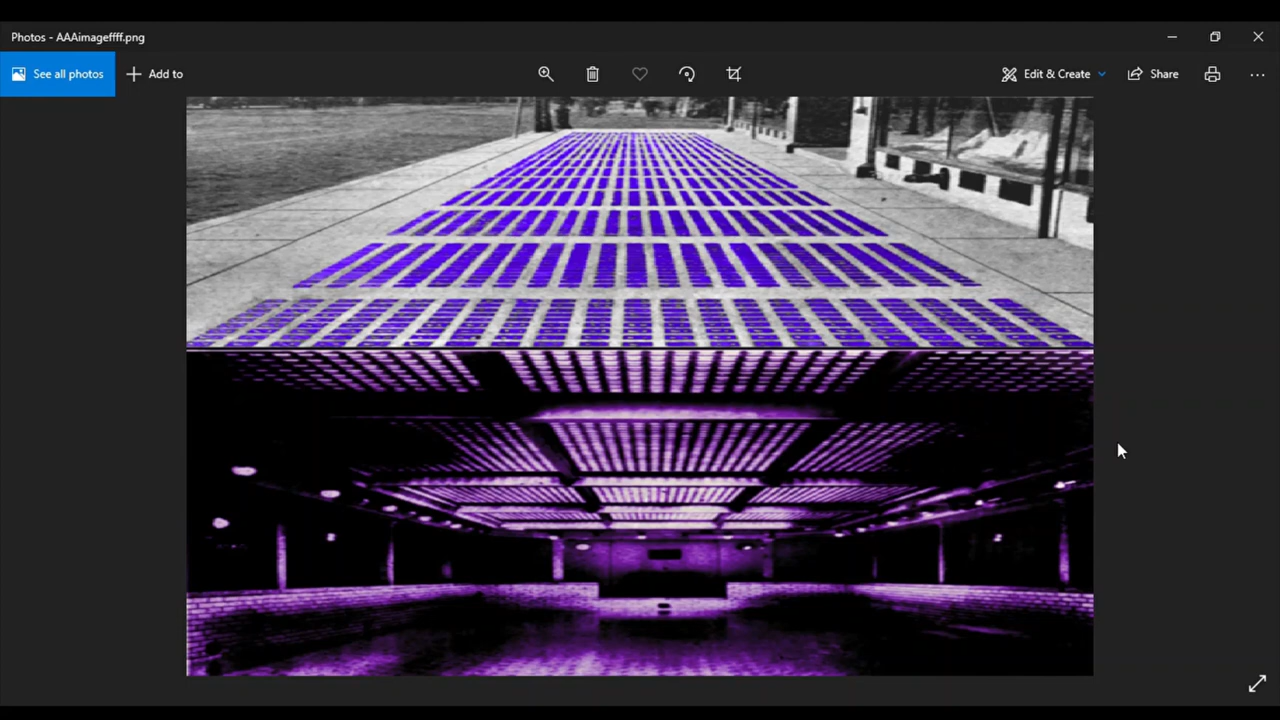 Photos - AAAimageffff.png
See all photos
Add to
Edit & Create
Share